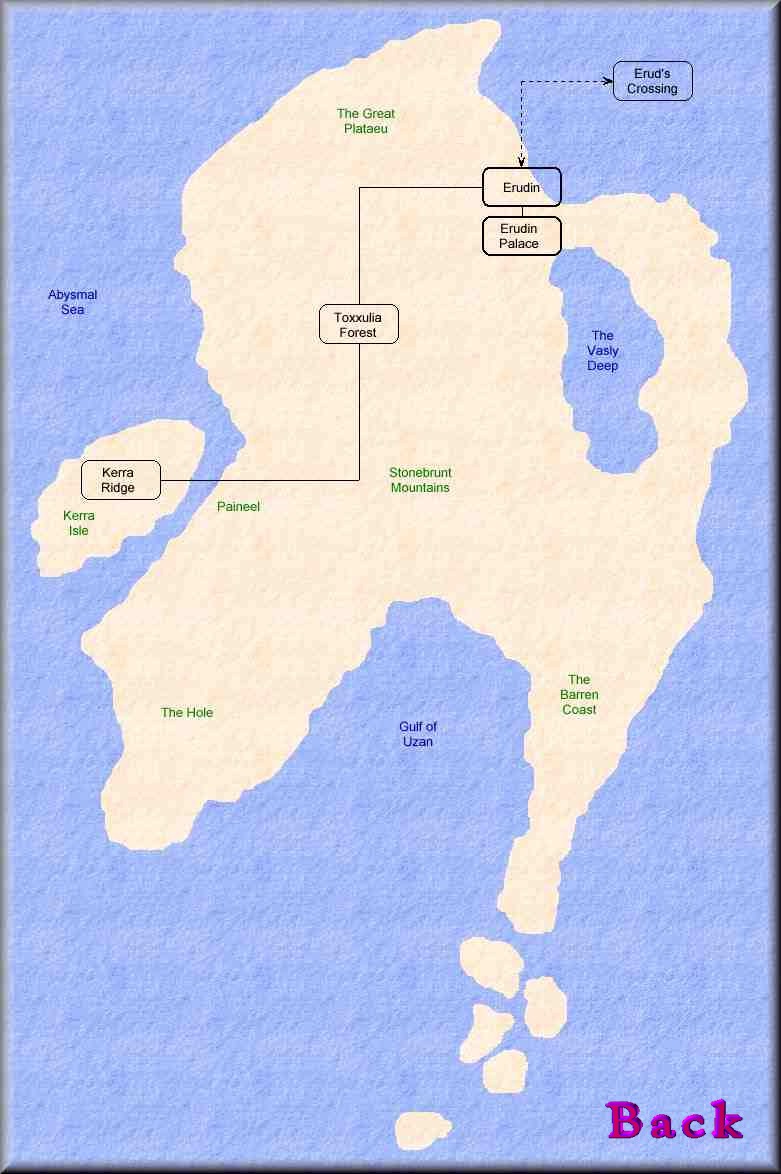 Erud's
Crossing
The Great
Plataeu
Erudin
Erudin
Palace
Abysmal
Sea
Toxxulia
Forest
The
Vasly
Deep
Kerra
Ridge
Stonebrunt
Mountains
Paineel
Kerra
Isle
The
Barren
Coast
The Hole
Gulf of
Uzan
Back